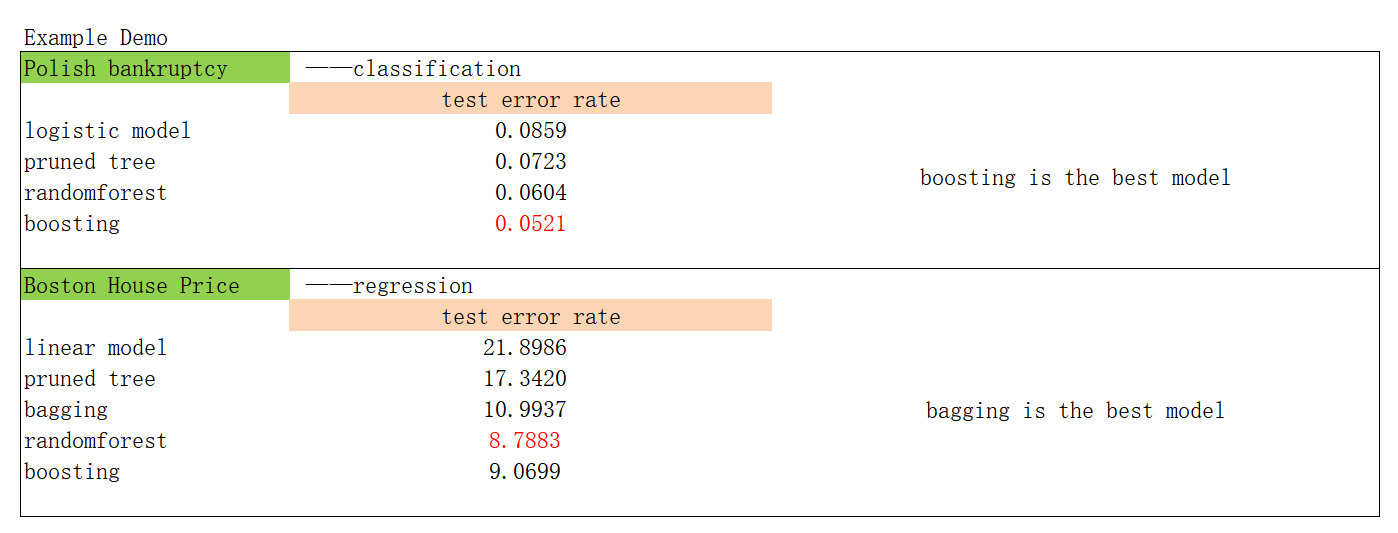 Example Demo
Polish bankruptcy ——classification
test error rate
logistic model 0.0859
pruned tree 0.0723
boosting is the best model
randomforest 0.0604
boosting 0.0521
Boston House Price ——regression
test error rate
linear model 21.8986
pruned tree 17.3420
bagging 10.9937
bagging is the best model
randomforest 8.7883
boosting 9.0699